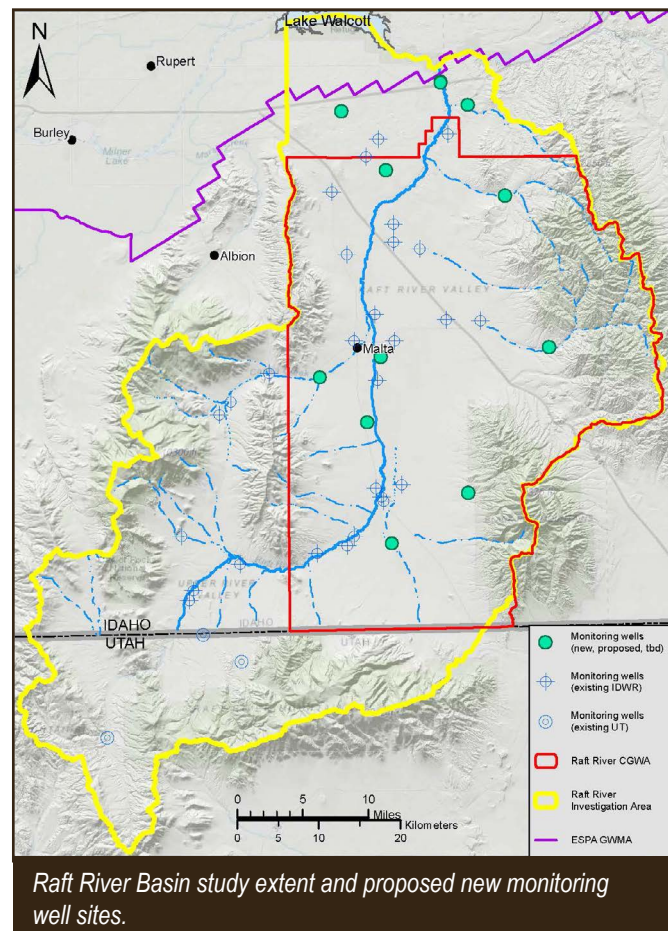 N
Lake Walcott
Rupert
Burley
Milner
Lake
Albion
RAFT RIVER VALLEY
Malta
UPPER RIVER
VALLEY
IDAHO
UTAH
IDAHO
UTAH
Monitoring wells
(new, proposed, tbd)
Monitoring wells
(existing IDWR)
Monitoring wells
(existing UT)
Raft River CGWA
Raft River
Investigation Area
ESPA GWMA
0 5 10
Miles
Kilometers
0 5 10 20
Raft River Basin study extent and proposed new monitoring
well sites.